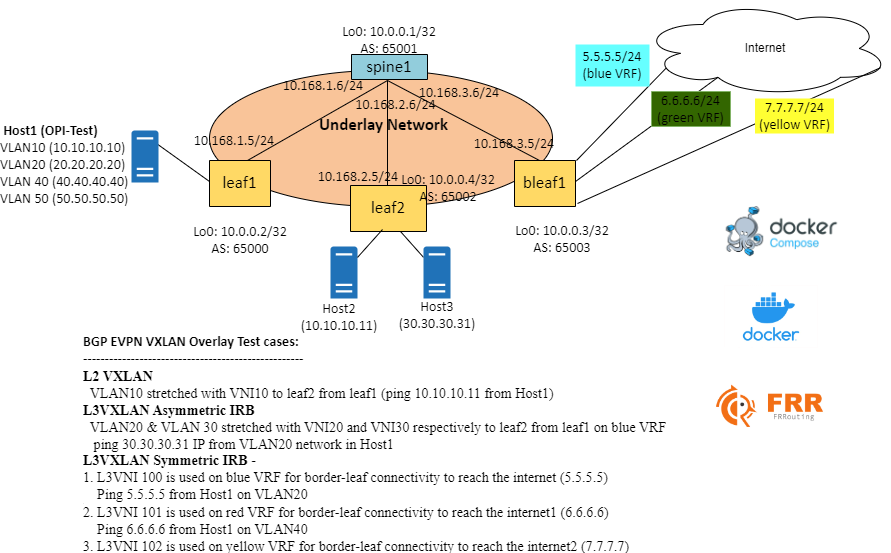 Lo0: 10.0.0.1/32
AS: 65001
spine1
Internet
5.5.5.5/24
(blue VRF)
10.168.1.6/24
10.168.3.6/24
10.168.2.6/24
6.6.6.6/24
(green VRF)
7.7.7.7/24
(yellow VRF)
Underlay Network
Host1 (OPI-Test)
VLAN10 (10.10.10.10)
VLAN20 (20.20.20.20)
VLAN 40 (40.40.40.40)
VLAN 50 (50.50.50.50)
10.168.1.5/24
10.168.3.5/24
10.168.2.5/24
Lo0: 10.0.0.4/32
AS: 65002
leaf1
leaf2
bleaf1
Lo0: 10.0.0.2/32
AS: 65000
Lo0: 10.0.0.3/32
AS: 65003
docker
Compose
Host2
(10.10.10.11)
Host3
(30.30.30.31)
docker
FRR
FRRouting
BGP EVPN VXLAN Overlay Test cases:
---------------------------------------------------
L2 VXLAN
VLAN10 stretched with VNI10 to leaf2 from leaf1 (ping 10.10.10.11 from Host1)
L3VXLAN Asymmetric IRB
VLAN20 & VLAN 30 stretched with VNI20 and VNI30 respectively to leaf2 from leaf1 on blue VRF
ping 30.30.30.31 IP from VLAN20 network in Host1
L3VXLAN Symmetric IRB -
1. L3VNI 100 is used on blue VRF for border-leaf connectivity to reach the internet (5.5.5.5)
Ping 5.5.5.5 from Host1 on VLAN20
2. L3VNI 101 is used on red VRF for border-leaf connectivity to reach the internet1 (6.6.6.6)
Ping 6.6.6.6 from Host1 on VLAN40
3. L3VNI 102 is used on yellow VRF for border-leaf connectivity to reach the internet2 (7.7.7.7)